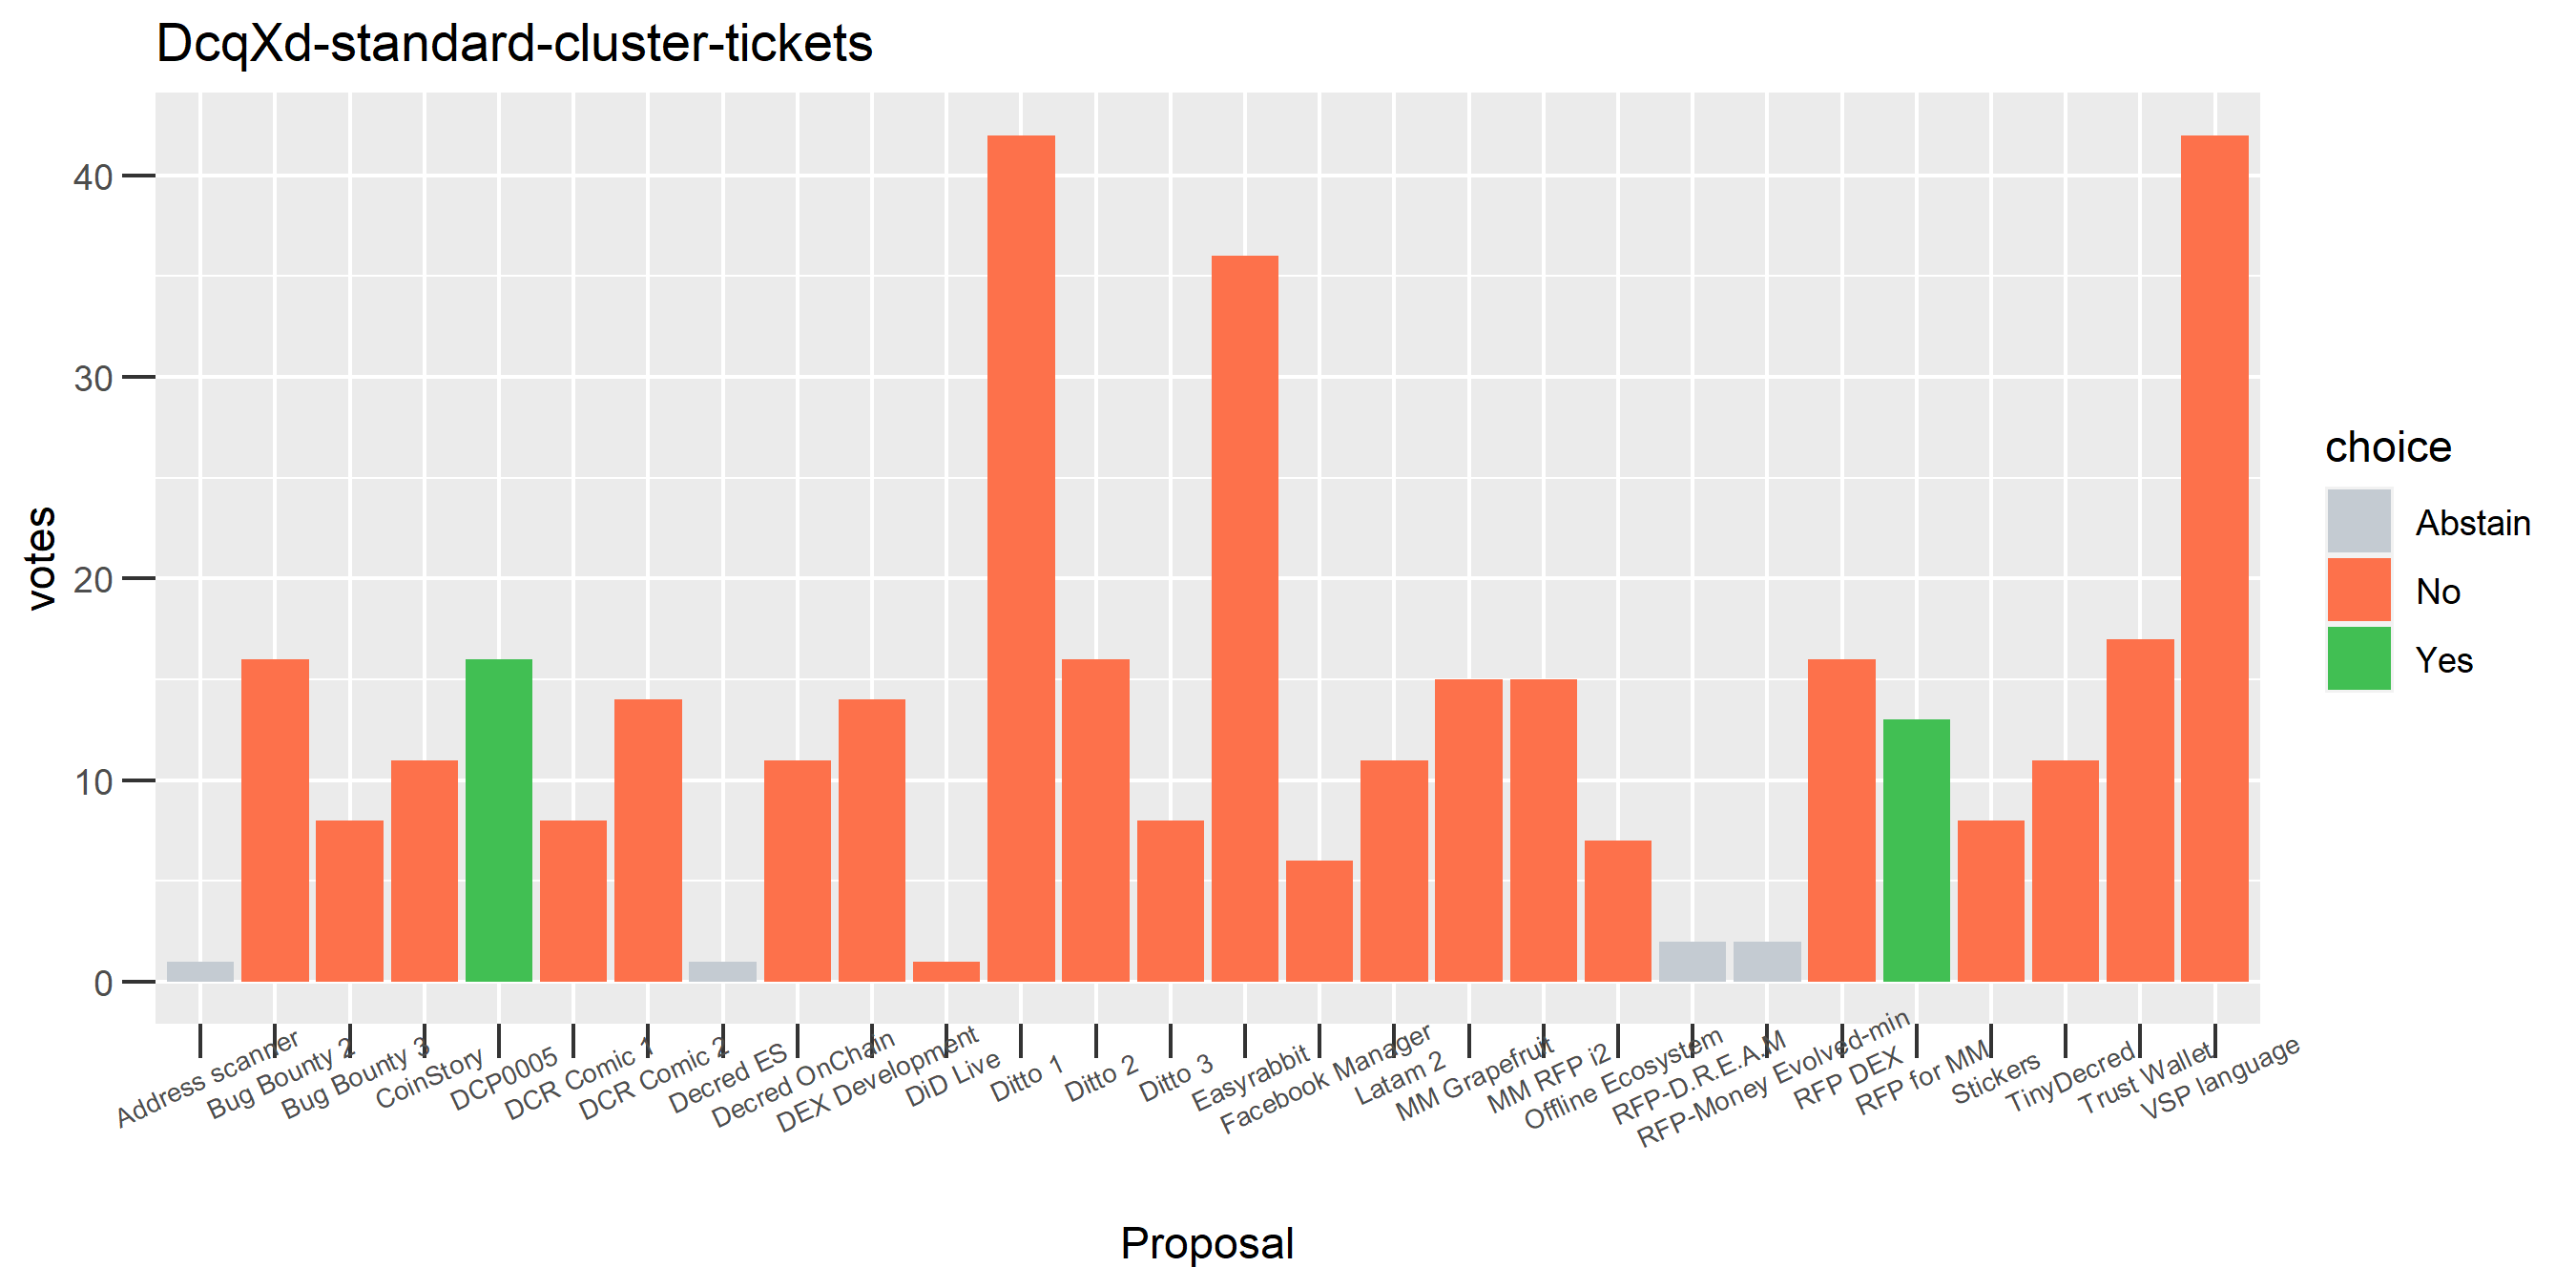 DcqXd-standard-cluster-tickets
votes
40
30
20
10
0
Address scanner
Bug Bounty 2
Bug Bounty 3
CoinStory
DCP0005
DCR Comic 1
DCR Comic 2
Decred ES
Decred OnChain
DEX Development
DiD Live
Ditto 1
Ditto 2
Ditto 3
Easyrabbit
Facebook Manager
Latam 2
MM Grapefruit
MM RFP i2
Offline Ecosystem
RFP-D.R.E.A.M
RFP-Money Evolved-min
RFP DEX
RFP for MM
Stickers
TinyDecred
Trust Wallet
VSP language
Proposal
choice
Abstain
No
Yes